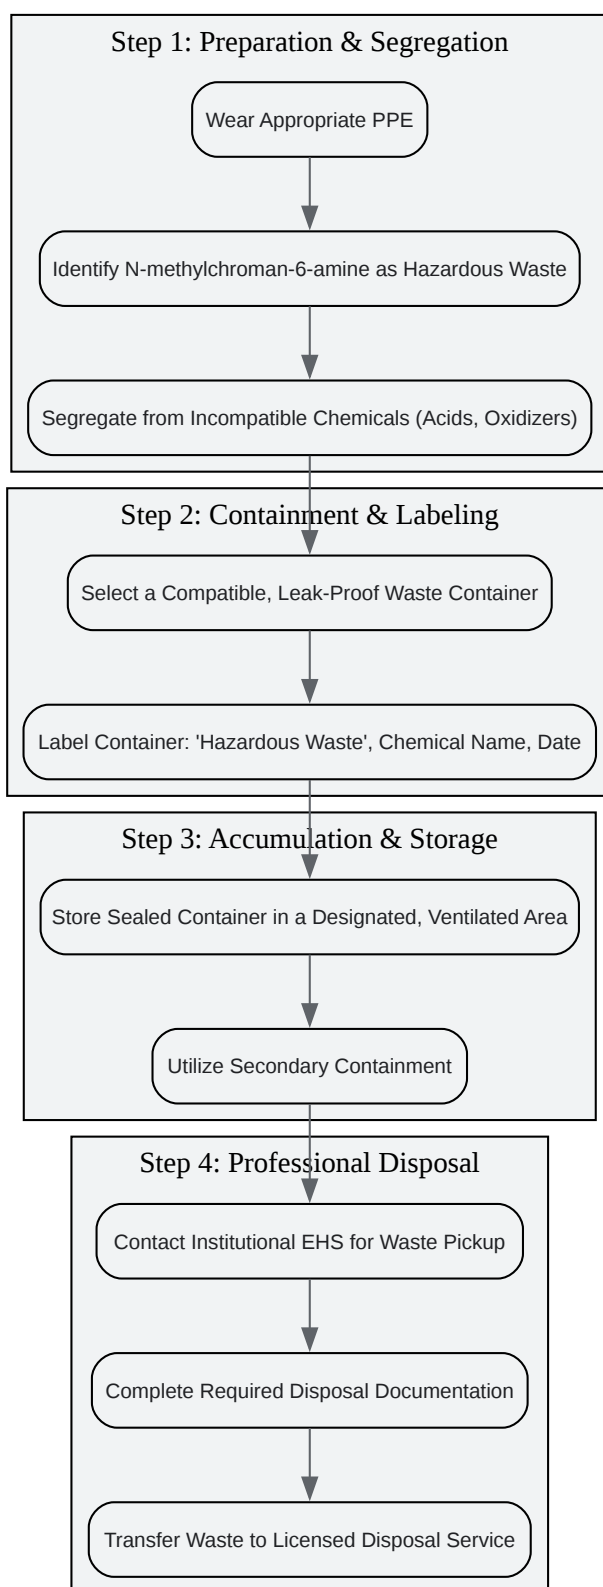 Step 1: Preparation & Segregation
Wear Appropriate PPE
Identify N-methylchroman-6-amine as Hazardous Waste
Segregate from Incompatible Chemicals (Acids, Oxidizers)
Step 2: Containment & Labeling
Select a Compatible, Leak-Proof Waste Container
Label Container: 'Hazardous Waste', Chemical Name, Date
Step 3: Accumulation & Storage
Store Sealed Container in a Designated, Ventilated Area
Utilize Secondary Containment
Step 4: Professional Disposal
Contact Institutional EHS for Waste Pickup
Complete Required Disposal Documentation
Transfer Waste to Licensed Disposal Service